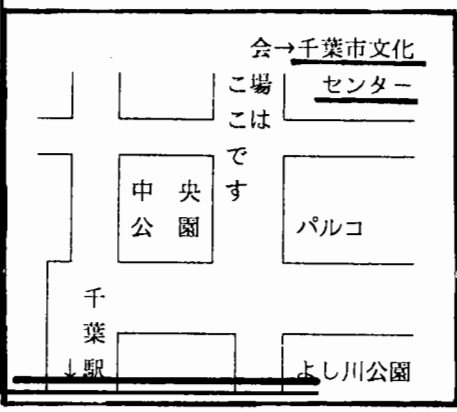 会場は
ここです
→千葉市文化
センター
中央
公園
パルコ
千葉駅
↓
よし川公園